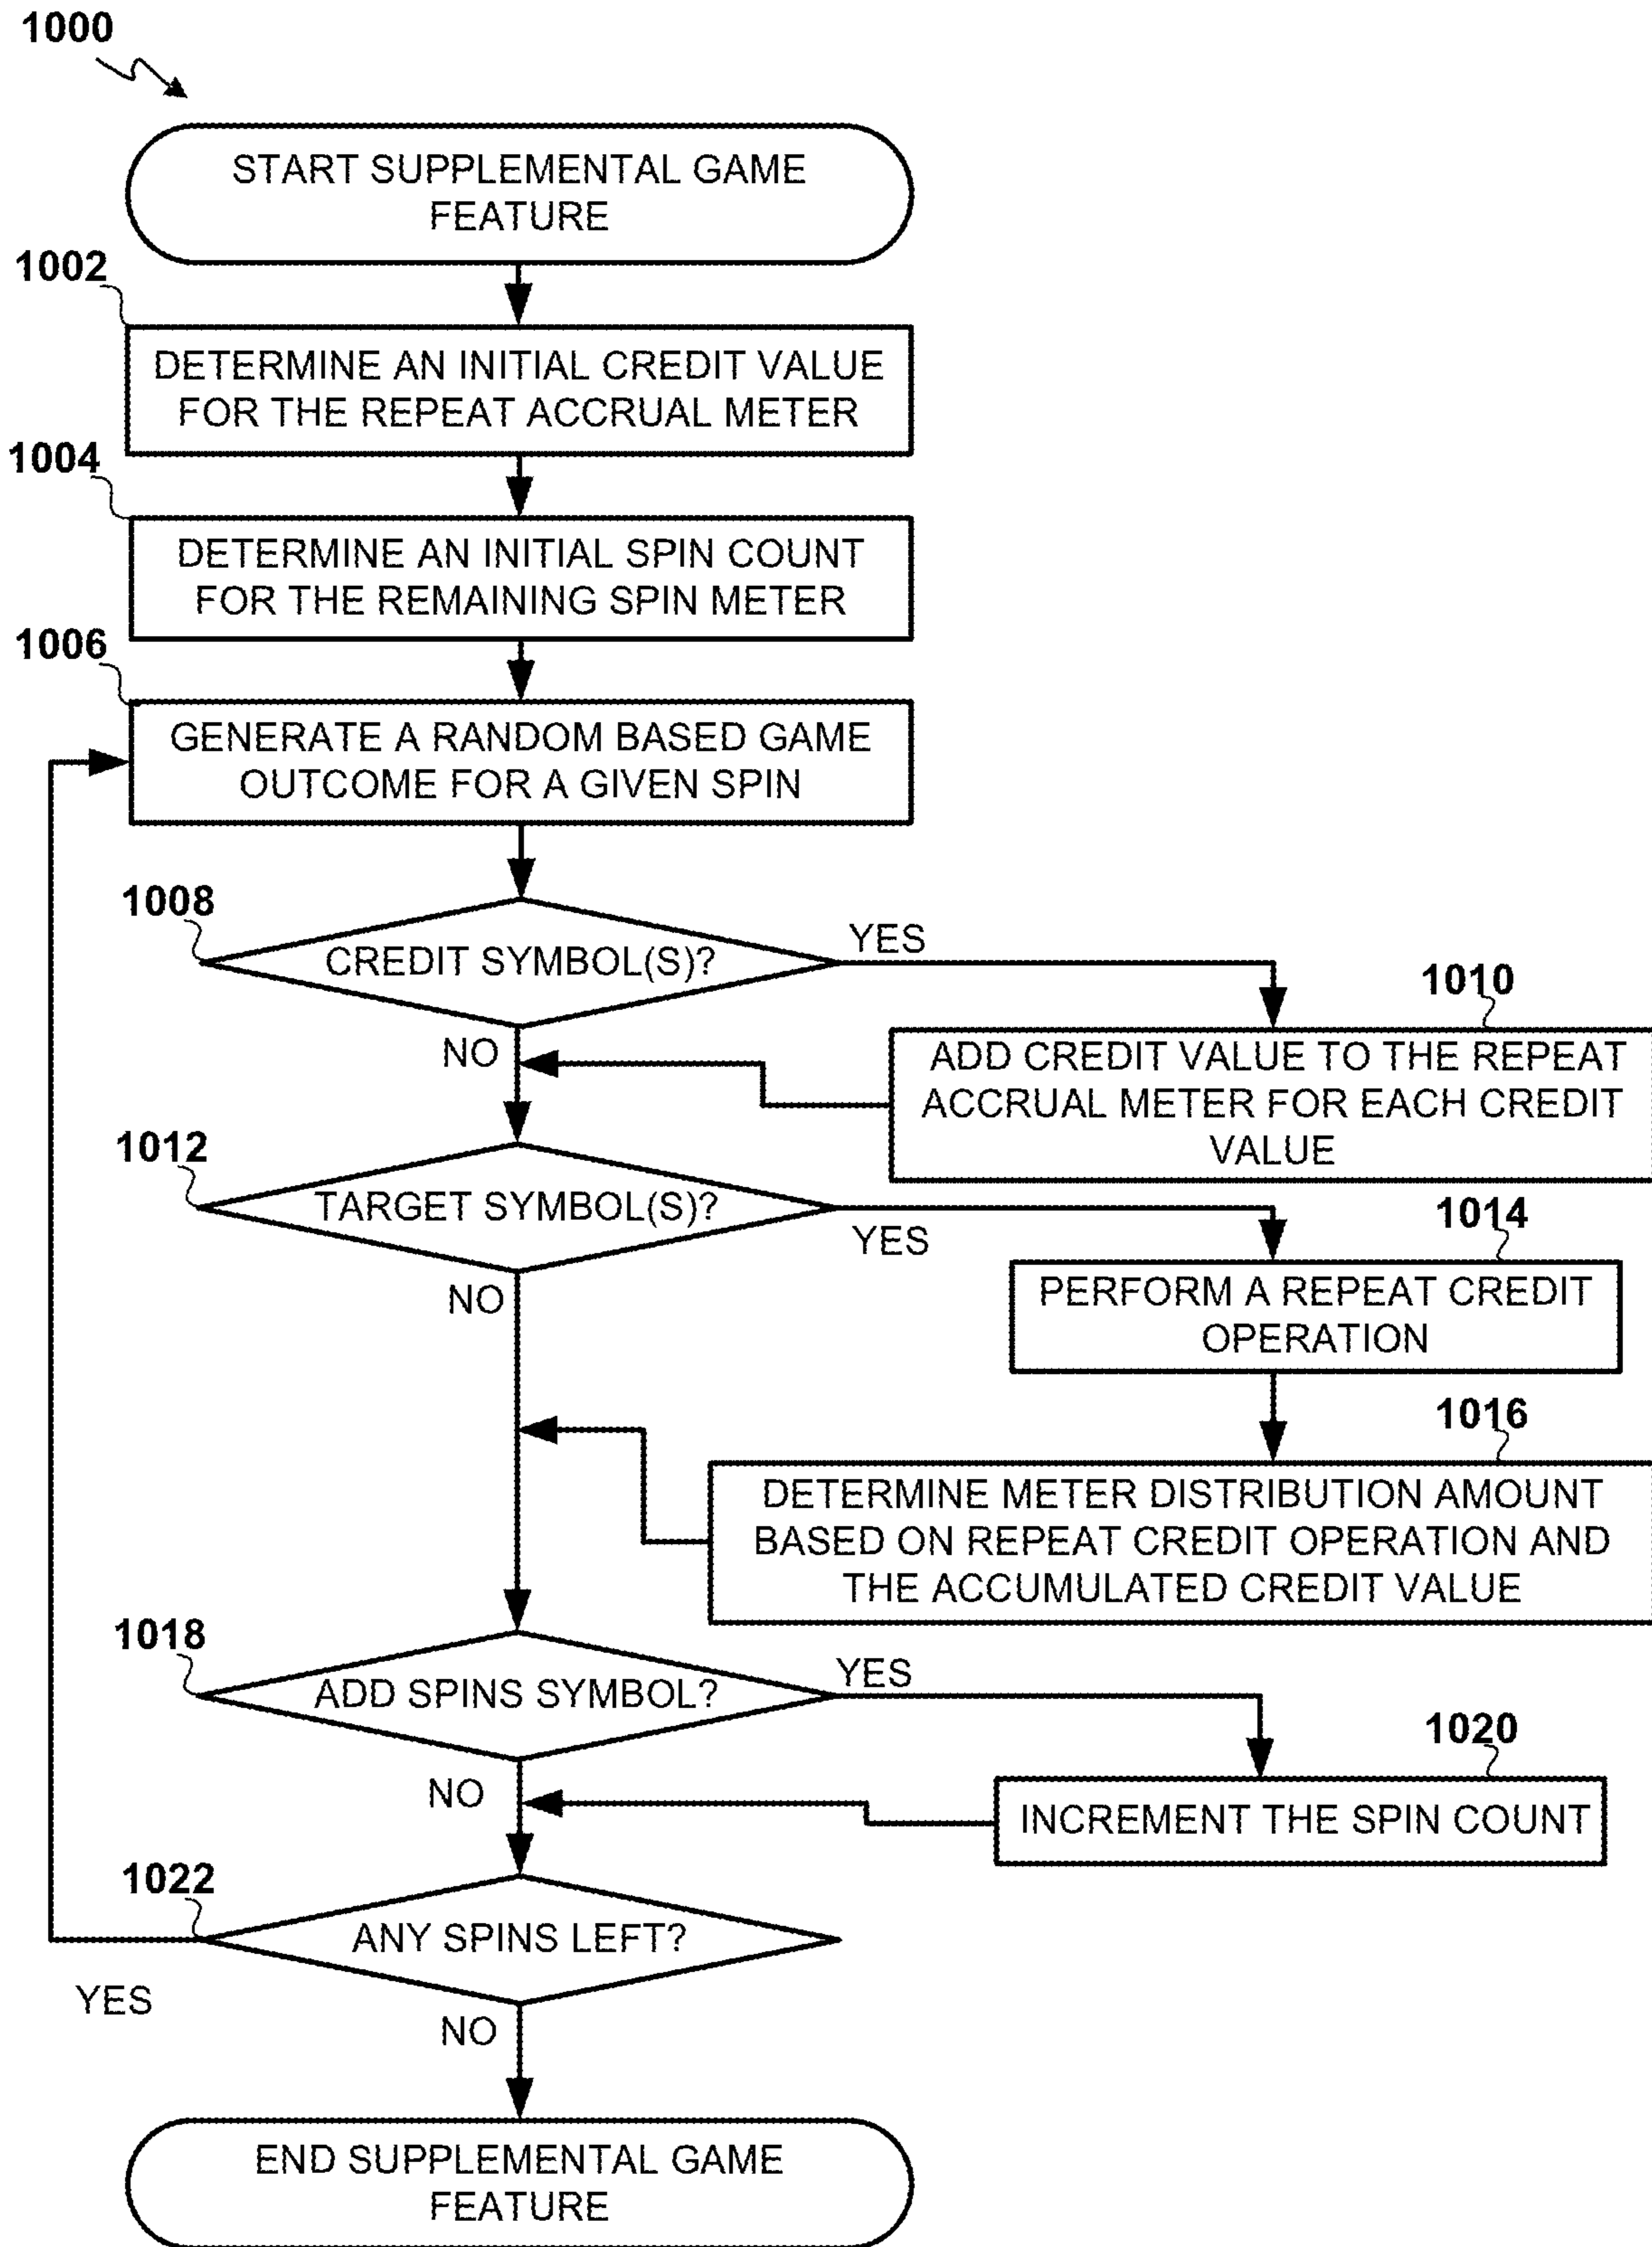 1000
START SUPPLEMENTAL GAME
FEATURE
1002
DETERMINE AN INITIAL CREDIT VALUE
FOR THE REPEAT ACCRUAL METER
1004
DETERMINE AN INITIAL SPIN COUNT
FOR THE REMAINING SPIN METER
1006
GENERATE A RANDOM BASED GAME
OUTCOME FOR A GIVEN SPIN
1008
CREDIT SYMBOL(S)?
YES
NO
1010
ADD CREDIT VALUE TO THE REPEAT
ACCRUAL METER FOR EACH CREDIT
VALUE
1012
TARGET SYMBOL(S)?
YES
NO
1014
PERFORM A REPEAT CREDIT
OPERATION
1016
DETERMINE METER DISTRIBUTION AMOUNT
BASED ON REPEAT CREDIT OPERATION AND
THE ACCUMULATED CREDIT VALUE
1018
ADD SPINS SYMBOL?
YES
NO
1020
INCREMENT THE SPIN COUNT
1022
ANY SPINS LEFT?
YES
NO
END SUPPLEMENTAL GAME
FEATURE